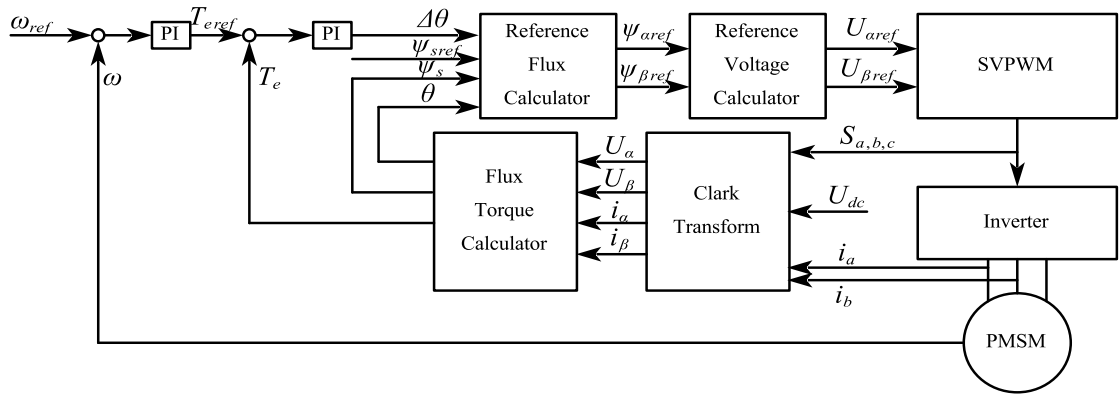 ω_ref
PI
T_eref
PI
Δθ
ψ_sref
ψ_s
θ
ω
T_e
Reference
Flux
Calculator
ψ_αref
ψ_βref
Reference
Voltage
Calculator
U_αref
U_βref
SVPWM
Flux
Torque
Calculator
U_α
U_β
i_α
i_β
Clark
Transform
S_a,b,c
U_dc
i_a
i_b
Inverter
PMSM